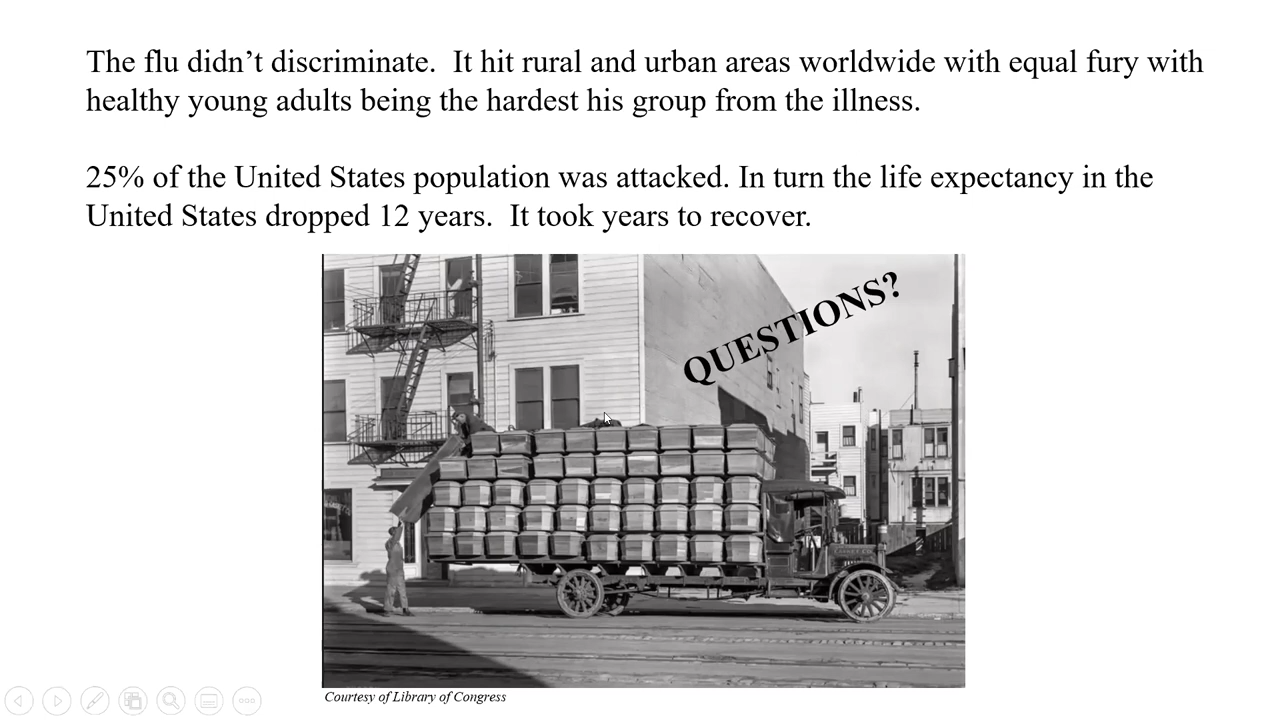 The flu didn’t discriminate.  It hit rural and urban areas worldwide with equal fury with
healthy young adults being the hardest his group from the illness.
25% of the United States population was attacked. In turn the life expectancy in the
United States dropped 12 years.  It took years to recover.
QUESTIONS?
Courtesy of Library of Congress